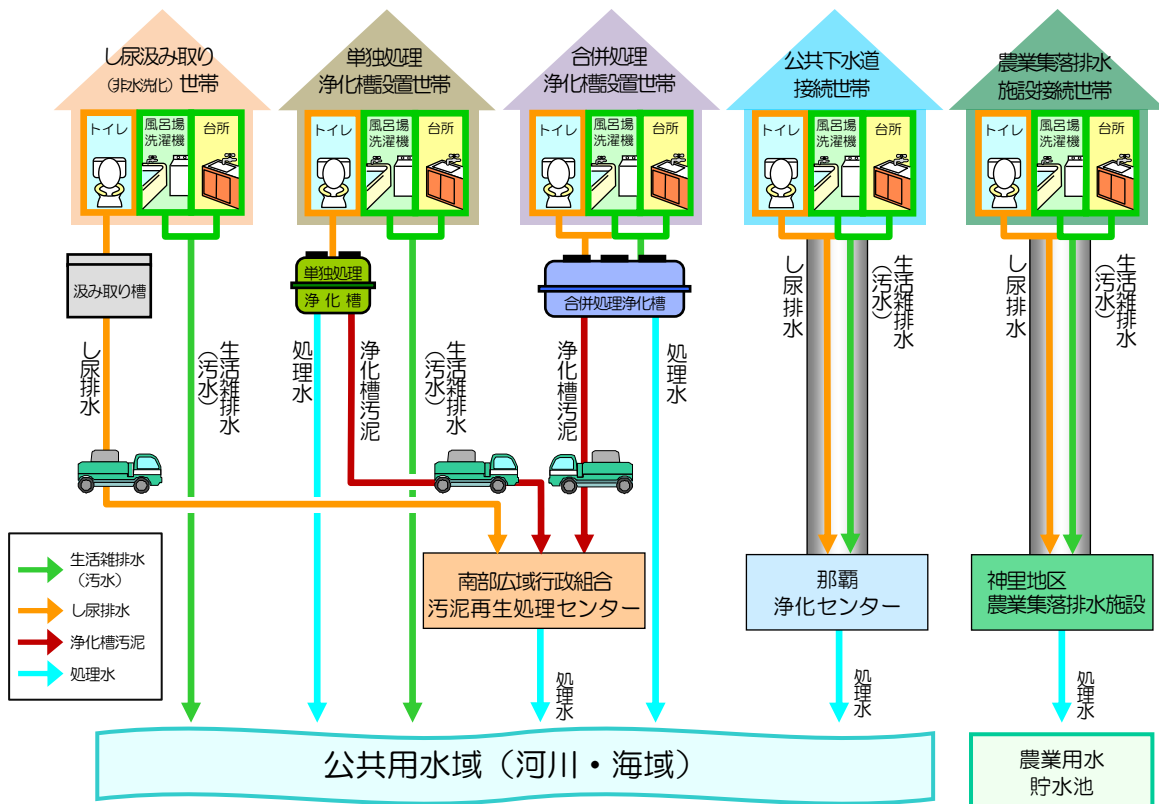 し尿汲み取り
(非水洗化) 世帯
単独処理
浄化槽設置世帯
合併処理
浄化槽設置世帯
公共下水道
接続世帯
農業集落排水
施設接続世帯
トイレ
風呂場
洗濯機
台所
トイレ
風呂場
洗濯機
台所
トイレ
風呂場
洗濯機
台所
トイレ
風呂場
洗濯機
台所
トイレ
風呂場
洗濯機
台所
汲み取り槽
単独処理
浄化槽
合併処理浄化槽
し尿排水
生活雑排水
(汚水)
処理水
浄化槽汚泥
生活雑排水
(汚水)
浄化槽汚泥
処理水
し尿排水
生活雑排水
(汚水)
し尿排水
生活雑排水
(汚水)
生活雑排水
(汚水)
し尿排水
浄化槽汚泥
処理水
南部広域行政組合
汚泥再生処理センター
那覇
浄化センター
神里地区
農業集落排水施設
処理水
処理水
処理水
公共用水域（河川・海域）
農業用水
貯水池